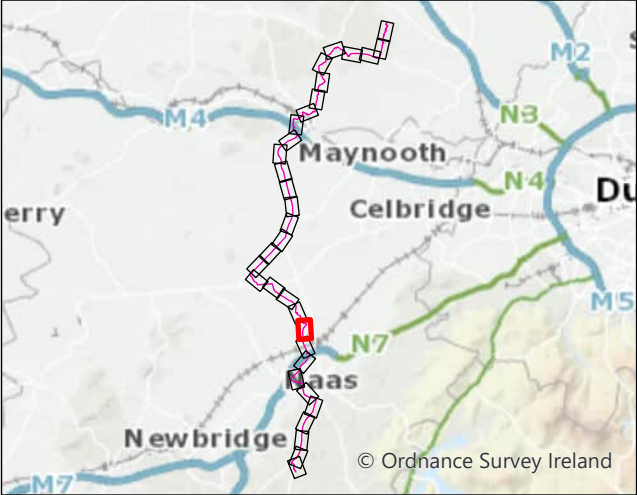 M2
N3
M4
Maynooth
N4
Du
erry
Celbridge
M5
N7
Naas
Newbridge
© Ordnance Survey Ireland
M7